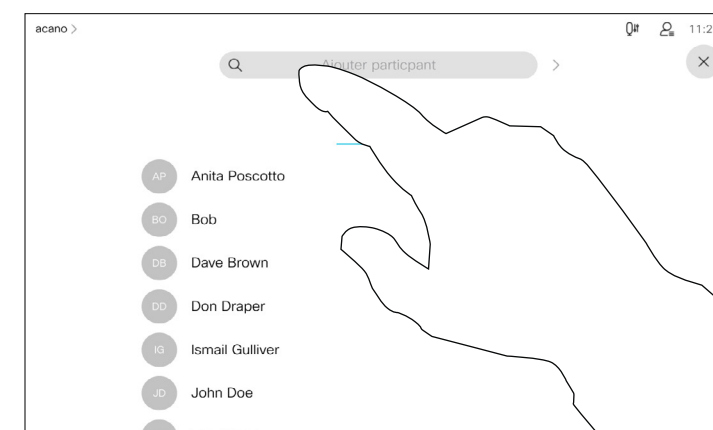 acano >
11:2
Ajouter particpant
AP Anita Poscotto
BO Bob
DB Dave Brown
DD Don Draper
IG Ismail Gulliver
JD John Doe